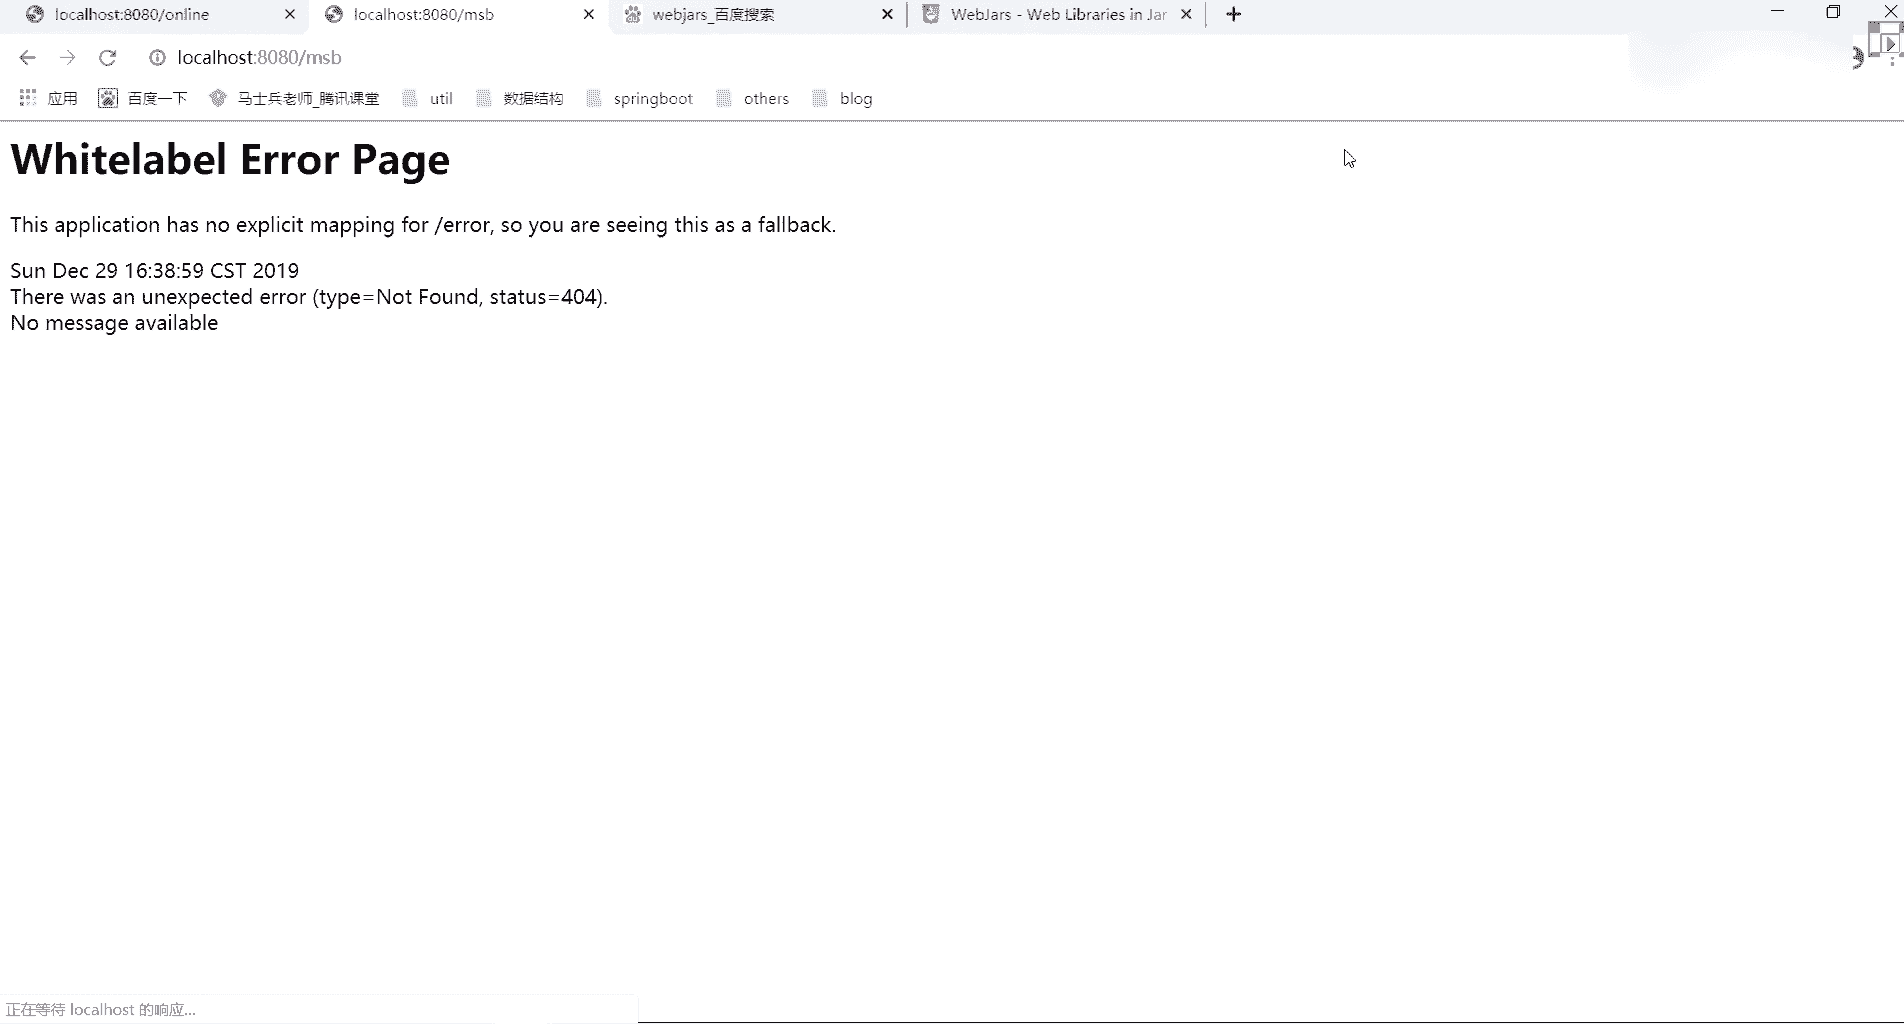 localhost:8080/online
localhost:8080/msb
webjars_百度搜索
WebJars - Web Libraries in Jar
localhost:8080/msb
应用 百度一下 马士兵老师_腾讯课堂 util 数据结构 springboot others blog
Whitelabel Error Page
This application has no explicit mapping for /error, so you are seeing this as a fallback.
Sun Dec 29 16:38:59 CST 2019
There was an unexpected error (type=Not Found, status=404).
No message available
正在等待 localhost 的响应...